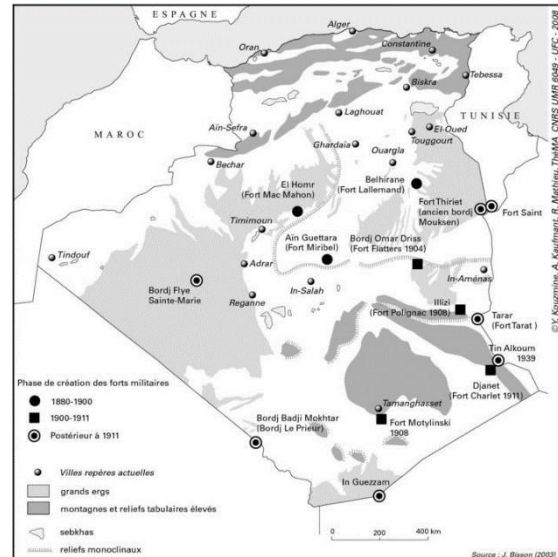 ESPAGNE
Alger
Oran
Constantine
Tebessa
Biskra
TUNISIE
MAROC
Laghouat
Aïn-Sefra
El-Oued
Touggourt
Ghardaia
Ouargla
Bechar
Belhirane
(Fort Lallemand)
El Homr
(Fort Mac Mahon)
Fort Thiriet
(ancien bordj
Mouksen)
Fort Saint
Timimoun
Aïn Guettara
(Fort Miribel)
Bordj Omar Driss
(Fort Flatters 1904)
Tindouf
Adrar
In-Aménas
Bordj Flye
Sainte-Marie
Reganne
In-Salah
Illizi
(Fort Polignac 1908)
Tarar
(Fort Tarat )
Tin Alkoum
1939
Djanet
(Fort Charlet 1911)
Tamanghasset
Fort Motylinski
1908
Bordj Badji Mokhtar
(Bordj Le Prieur)
In Guezzam
Phase de création des forts militaires
1880-1900
1900-1911
Postérieur à 1911
Villes repères actuelles
grands ergs
montagnes et reliefs tabulaires élevés
sebkhas
reliefs monoclinaux
0 200 400 km
Source : J. Bisson (2003)
©Y. Kouzmine, A. Kaufmant, B. Mathieu, ThéMA, CNRS UMR 6049 - UFC - 2008